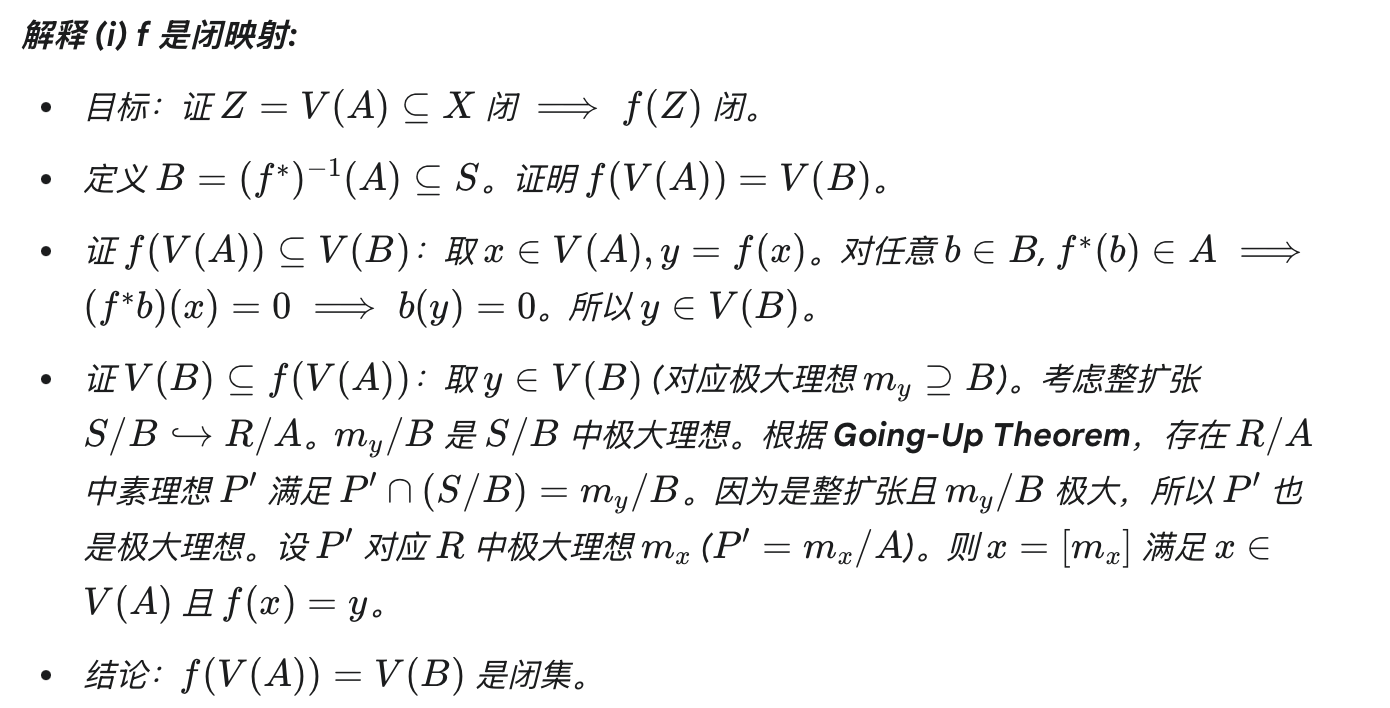 解释 (i) f 是闭映射:
• 目标：证 $Z = V(A) \subseteq X$ 闭 $\implies f(Z)$ 闭。
• 定义 $B = (f^*)^{-1}(A) \subseteq S$。证明 $f(V(A)) = V(B)$。
• 证 $f(V(A)) \subseteq V(B)$：取 $x \in V(A), y = f(x)$。对任意 $b \in B$, $f^*(b) \in A \implies$
$(f^*b)(x) = 0 \implies b(y) = 0$。所以 $y \in V(B)$。
• 证 $V(B) \subseteq f(V(A))$：取 $y \in V(B)$ (对应极大理想 $m_y \supseteq B$)。考虑整扩张
$S/B \hookrightarrow R/A$。$m_y/B$ 是 $S/B$ 中极大理想。根据 Going-Up Theorem，存在 $R/A$
中素理想 $P'$ 满足 $P' \cap (S/B) = m_y/B$。因为是整扩张且 $m_y/B$ 极大，所以 $P'$ 也
是极大理想。设 $P'$ 对应 $R$ 中极大理想 $m_x$ ($P' = m_x/A$)。则 $x = [m_x]$ 满足 $x \in$
$V(A)$ 且 $f(x) = y$。
• 结论：$f(V(A)) = V(B)$ 是闭集。